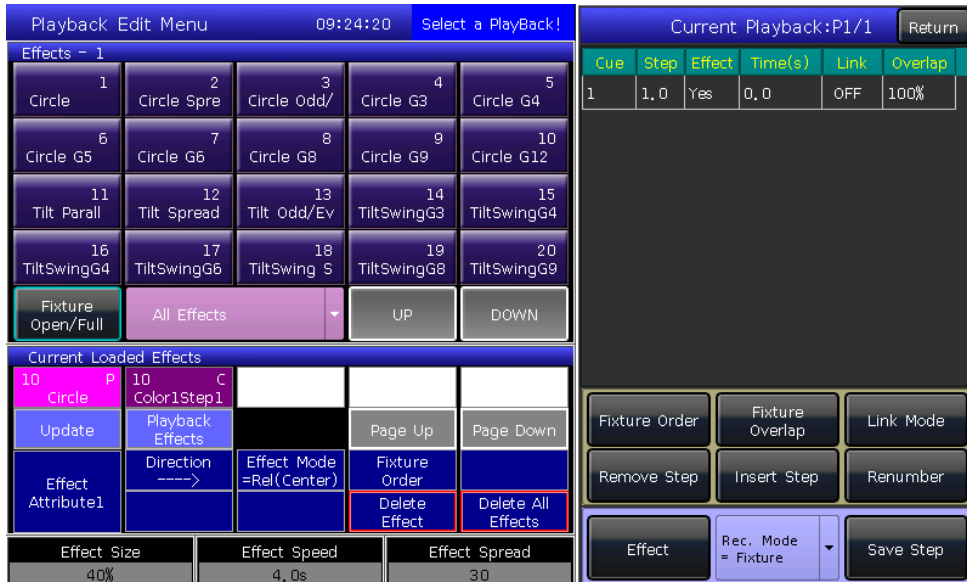 Playback Edit Menu 09:24:20 Select a PlayBack!
Effects - 1
1 2 3 4 5
Circle Circle Spre Circle Odd/ Circle G3 Circle G4
6 7 8 9 10
Circle G5 Circle G6 Circle G8 Circle G9 Circle G12
11 12 13 14 15
Tilt Parall Tilt Spread Tilt Odd/Ev TiltSwingG3 TiltSwingG4
16 17 18 19 20
TiltSwingG4 TiltSwingG6 TiltSwing S TiltSwingG8 TiltSwingG9
Fixture
Open/Full
All Effects
UP
DOWN
Current Loaded Effects
10 P 10 C
Circle Color1Step1
Update
Playback
Effects
Page Up
Page Down
Effect
Attribute1
Direction
---->
Effect Mode
=Rel(Center)
Fixture
Order
Delete
Effect
Delete All
Effects
Effect Size Effect Speed Effect Spread
40% 4.0s 30
Current Playback:P1/1 Return
Cue Step Effect Time(s) Link Overlap
1 1.0 Yes 0.0 OFF 100%
Fixture Order
Fixture
Overlap
Link Mode
Remove Step
Insert Step
Renumber
Effect
Rec. Mode
= Fixture
Save Step